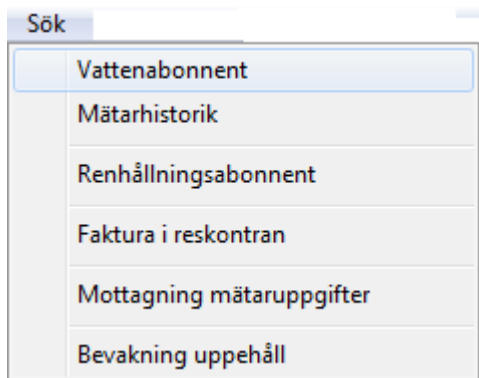 Sök
Vattenabonnent
Mätarhistorik
Renhållningsabonnent
Faktura i reskontran
Mottagning mätaruppgifter
Bevakning uppehåll